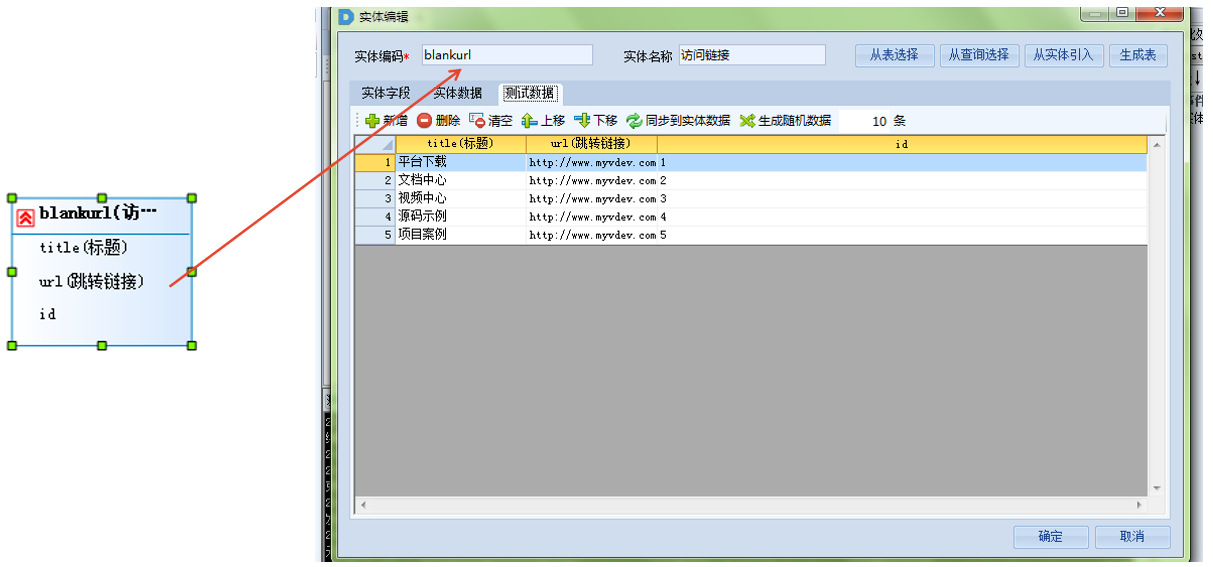 blankurl(访…
title(标题)
url(跳转链接)
id
实体编辑
实体编码* blankurl 实体名称 访问链接 从表选择 从查询选择 从实体引入 生成表
实体字段 实体数据 测试数据
新增 删除 清空 上移 下移 同步到实体数据 生成随机数据 10 条
title(标题) url(跳转链接) id
1 平台下载 http://www.myvdev.com 1
2 文档中心 http://www.myvdev.com 2
3 视频中心 http://www.myvdev.com 3
4 源码示例 http://www.myvdev.com 4
5 项目案例 http://www.myvdev.com 5
确定 取消